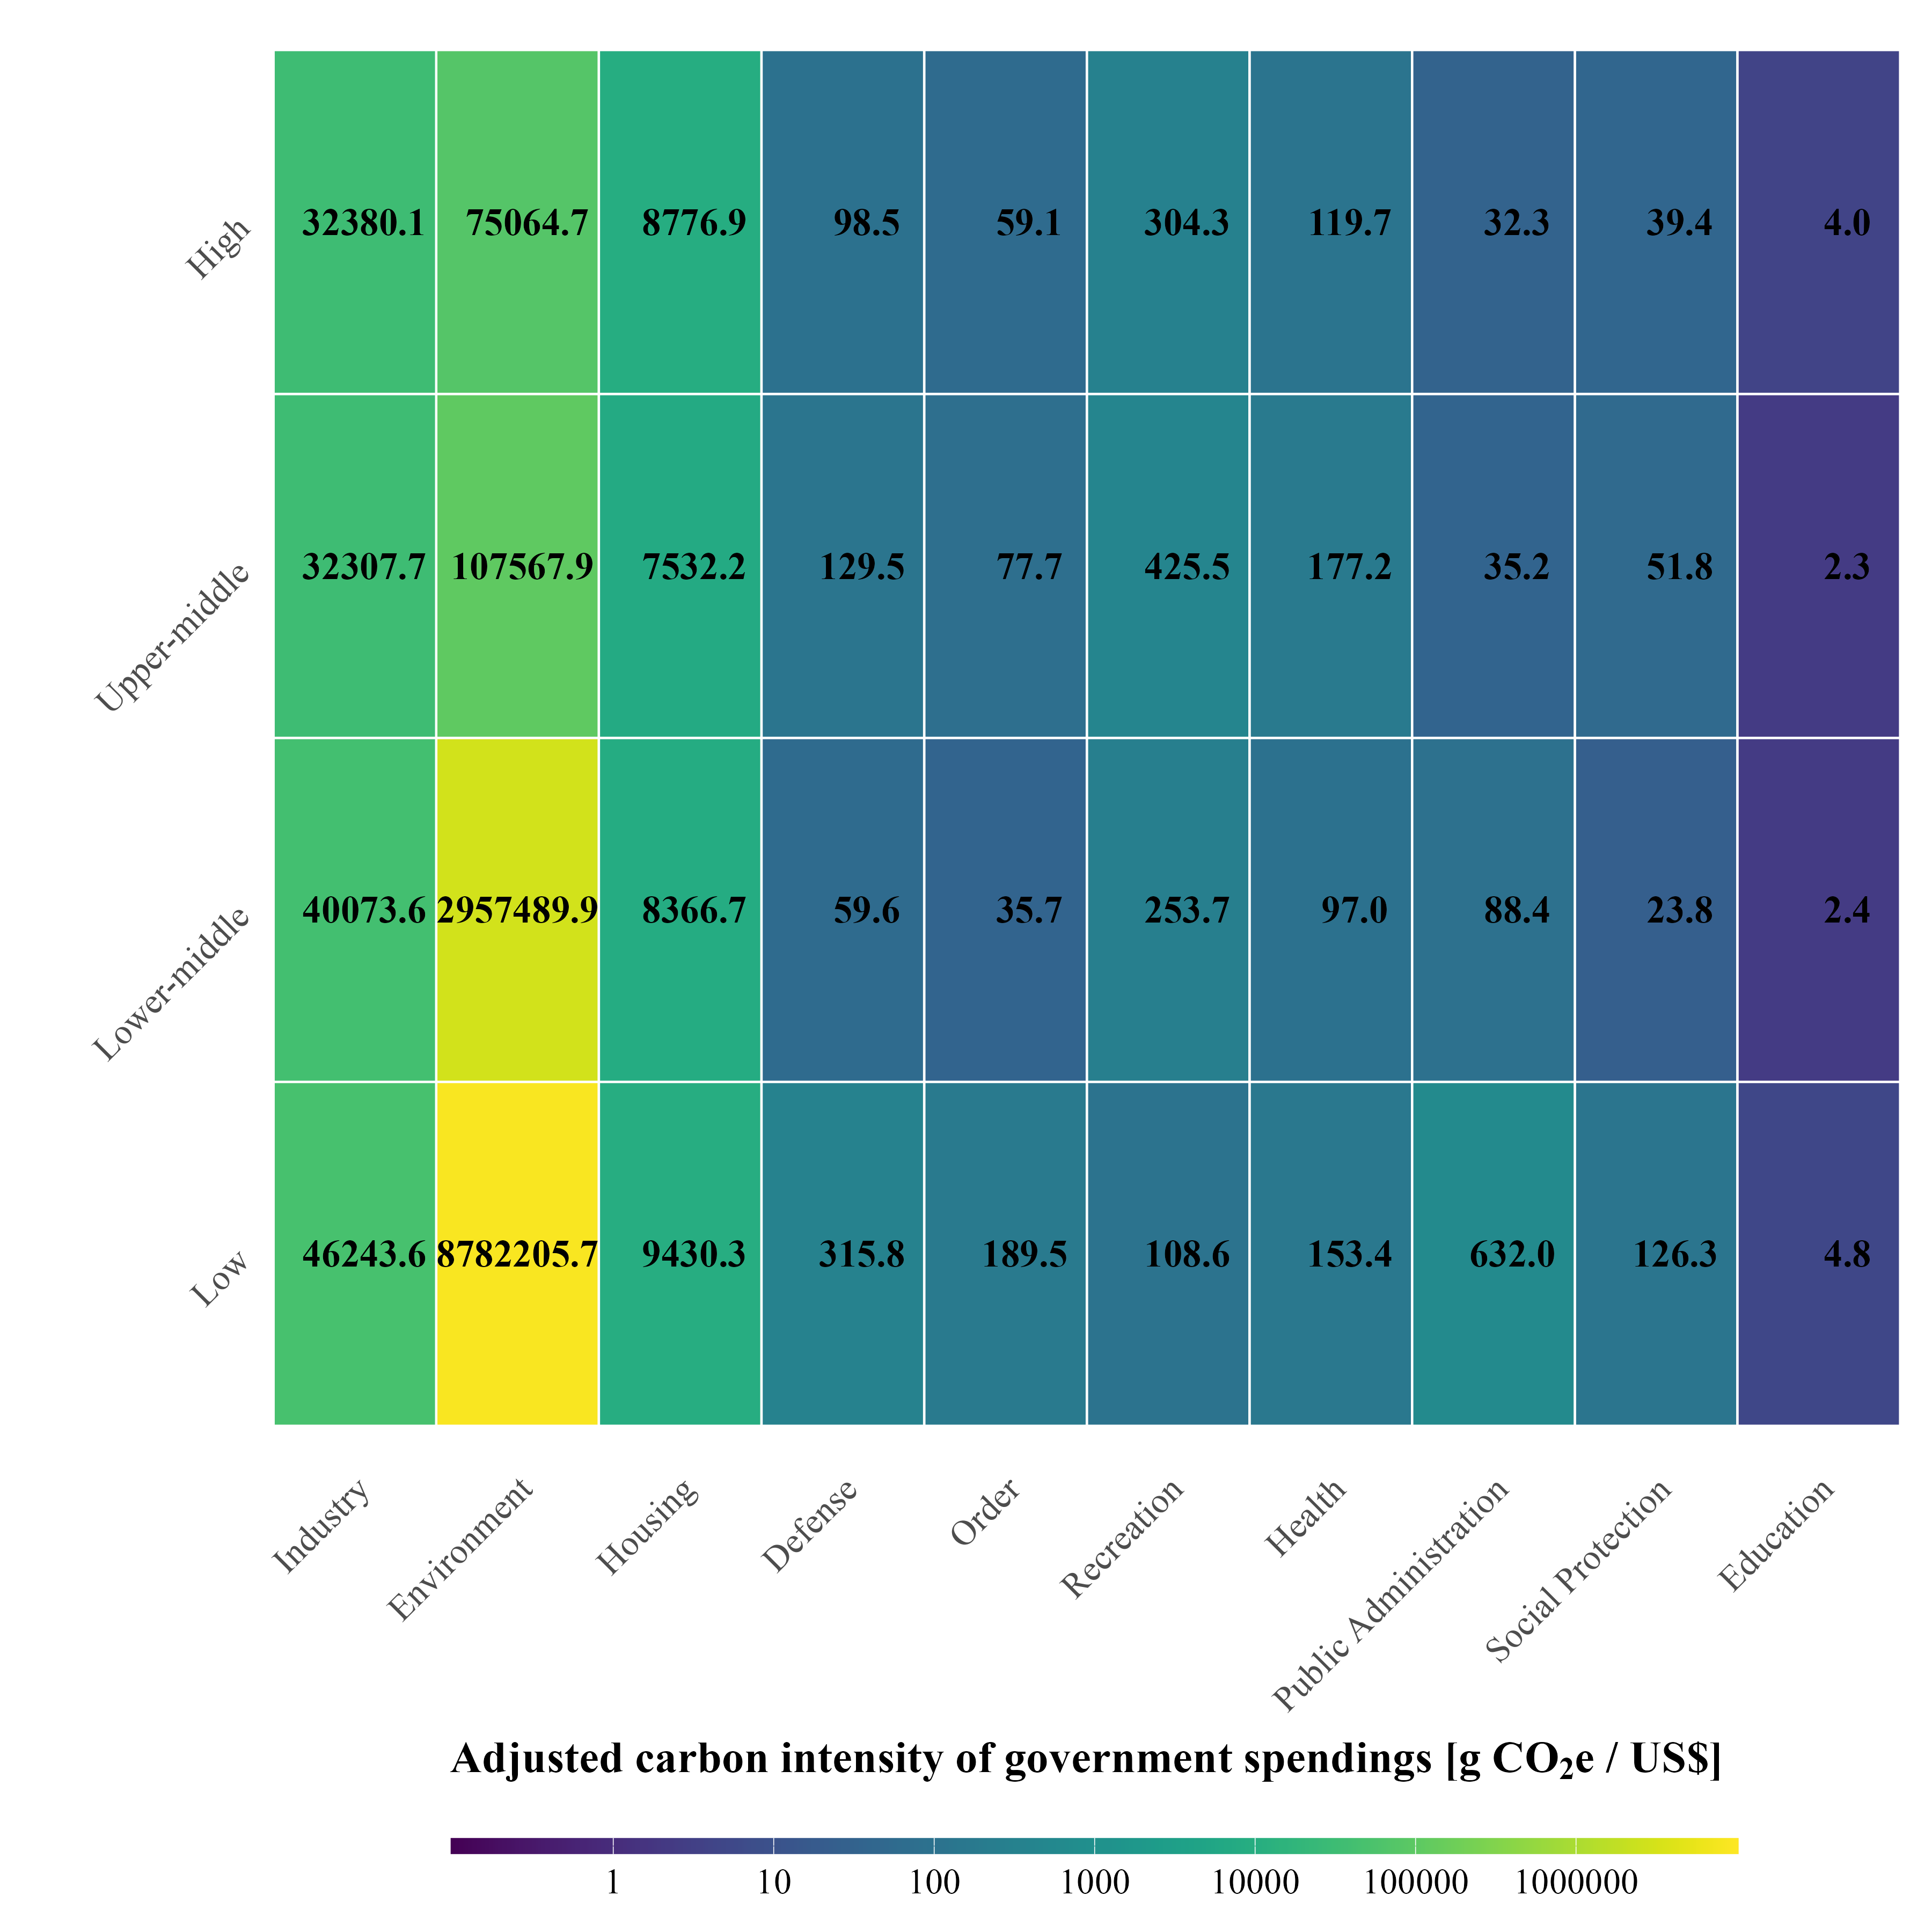 High 32380.1 75064.7 8776.9 98.5 59.1 304.3 119.7 32.3 39.4 4.0
Upper-middle 32307.7 107567.9 7532.2 129.5 77.7 425.5 177.2 35.2 51.8 2.3
Lower-middle 40073.6 2957489.9 8366.7 59.6 35.7 253.7 97.0 88.4 23.8 2.4
Low 46243.6 8782205.7 9430.3 315.8 189.5 108.6 153.4 632.0 126.3 4.8
Industry Environment Housing Defense Order Recreation Health Public Administration Social Protection Education
Adjusted carbon intensity of government spendings [g CO₂e / US$]
1 10 100 1000 10000 100000 1000000